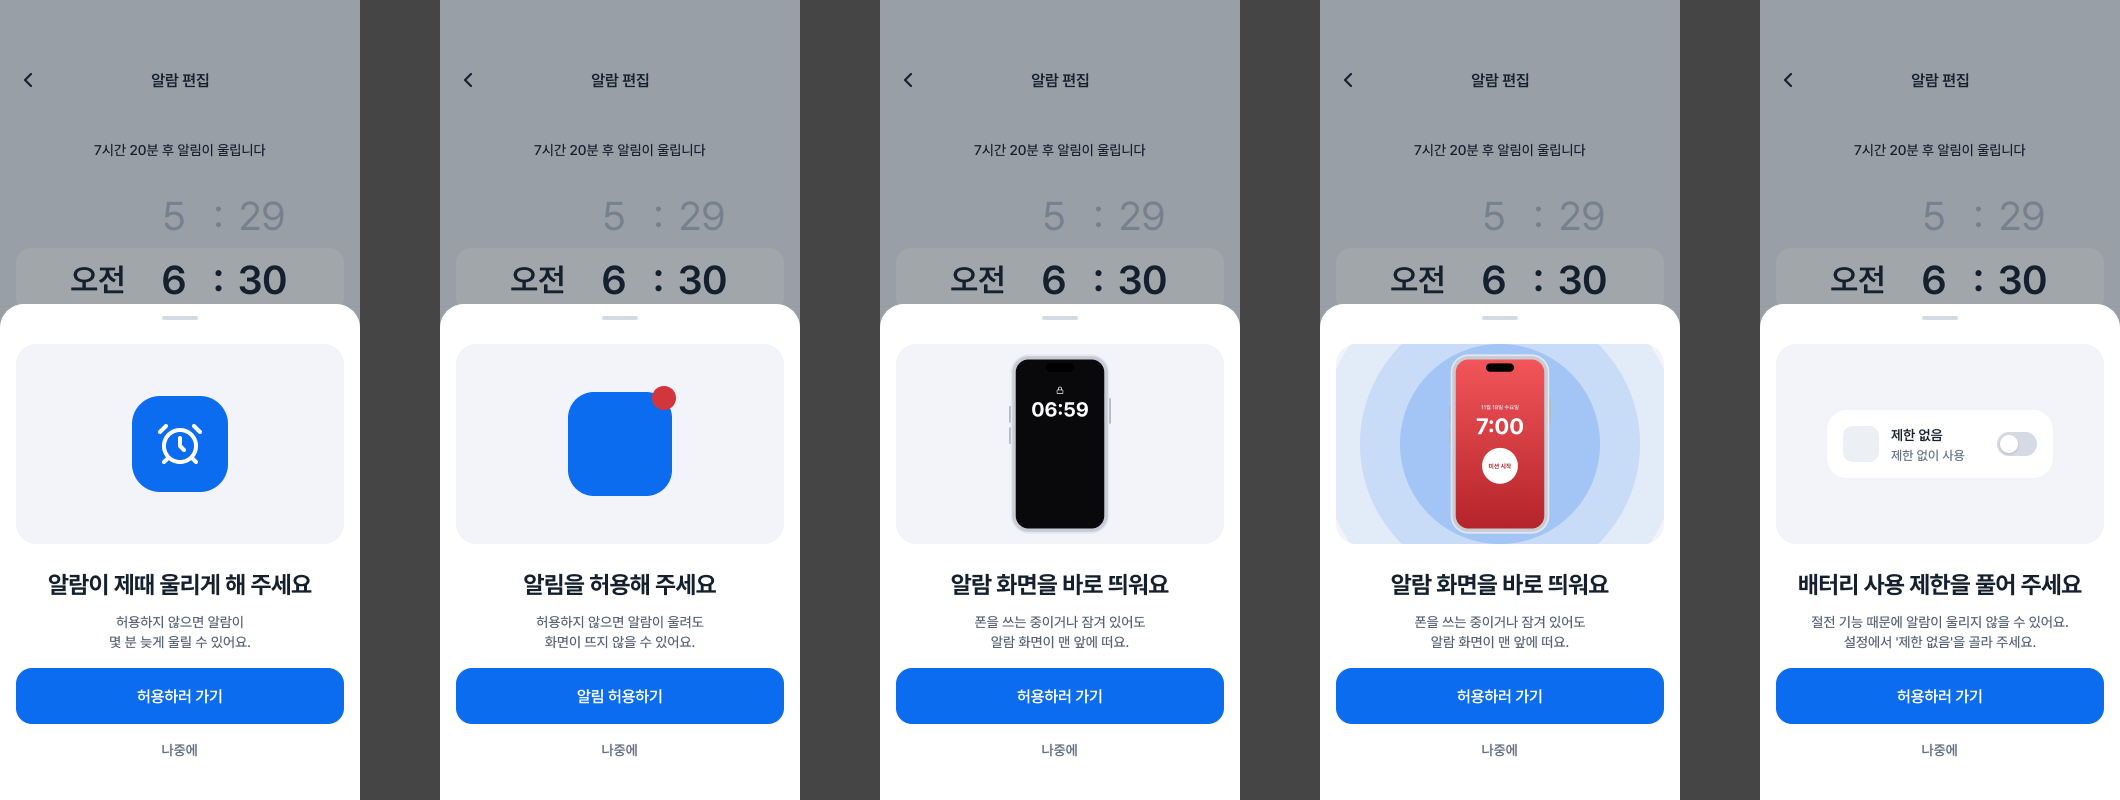 알람 편집
7시간 20분 후 알림이 울립니다
5 : 29
오전 6 : 30
알람이 제때 울리게 해 주세요
허용하지 않으면 알람이
몇 분 늦게 울릴 수 있어요.
허용하러 가기
나중에
알람 편집
7시간 20분 후 알림이 울립니다
5 : 29
오전 6 : 30
알림을 허용해 주세요
허용하지 않으면 알람이 울려도
화면이 뜨지 않을 수 있어요.
알림 허용하기
나중에
알람 편집
7시간 20분 후 알림이 울립니다
5 : 29
오전 6 : 30
06:59
알람 화면을 바로 띄워요
폰을 쓰는 중이거나 잠겨 있어도
알람 화면이 맨 앞에 떠요.
허용하러 가기
나중에
알람 편집
7시간 20분 후 알림이 울립니다
5 : 29
오전 6 : 30
11월 18일 수요일
7:00
미션 시작
알람 화면을 바로 띄워요
폰을 쓰는 중이거나 잠겨 있어도
알람 화면이 맨 앞에 떠요.
허용하러 가기
나중에
알람 편집
7시간 20분 후 알림이 울립니다
5 : 29
오전 6 : 30
제한 없음
제한 없이 사용
배터리 사용 제한을 풀어 주세요
절전 기능 때문에 알람이 울리지 않을 수 있어요.
설정에서 '제한 없음'을 골라 주세요.
허용하러 가기
나중에